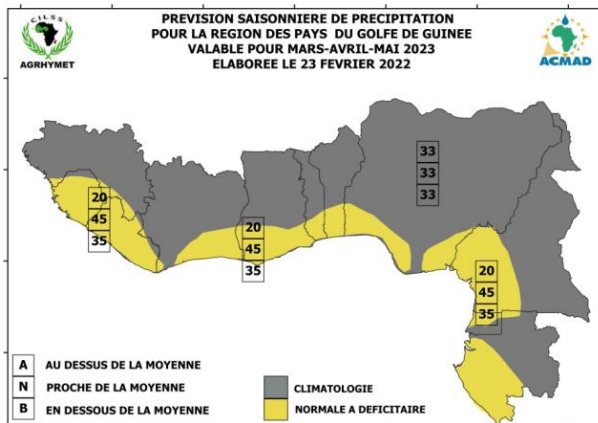 CILSS
AGRHYMET
PREVISION SAISONNIERE DE PRECIPITATION
POUR LA REGION DES PAYS DU GOLFE DE GUINEE
VALABLE POUR MARS-AVRIL-MAI 2023
ELABOREE LE 23 FEVRIER 2022
ACMAD
33
33
33
20
45
35
20
45
35
20
45
35
A AU DESSUS DE LA MOYENNE
N PROCHE DE LA MOYENNE
B EN DESSOUS DE LA MOYENNE
CLIMATOLOGIE
NORMALE A DEFICITAIRE